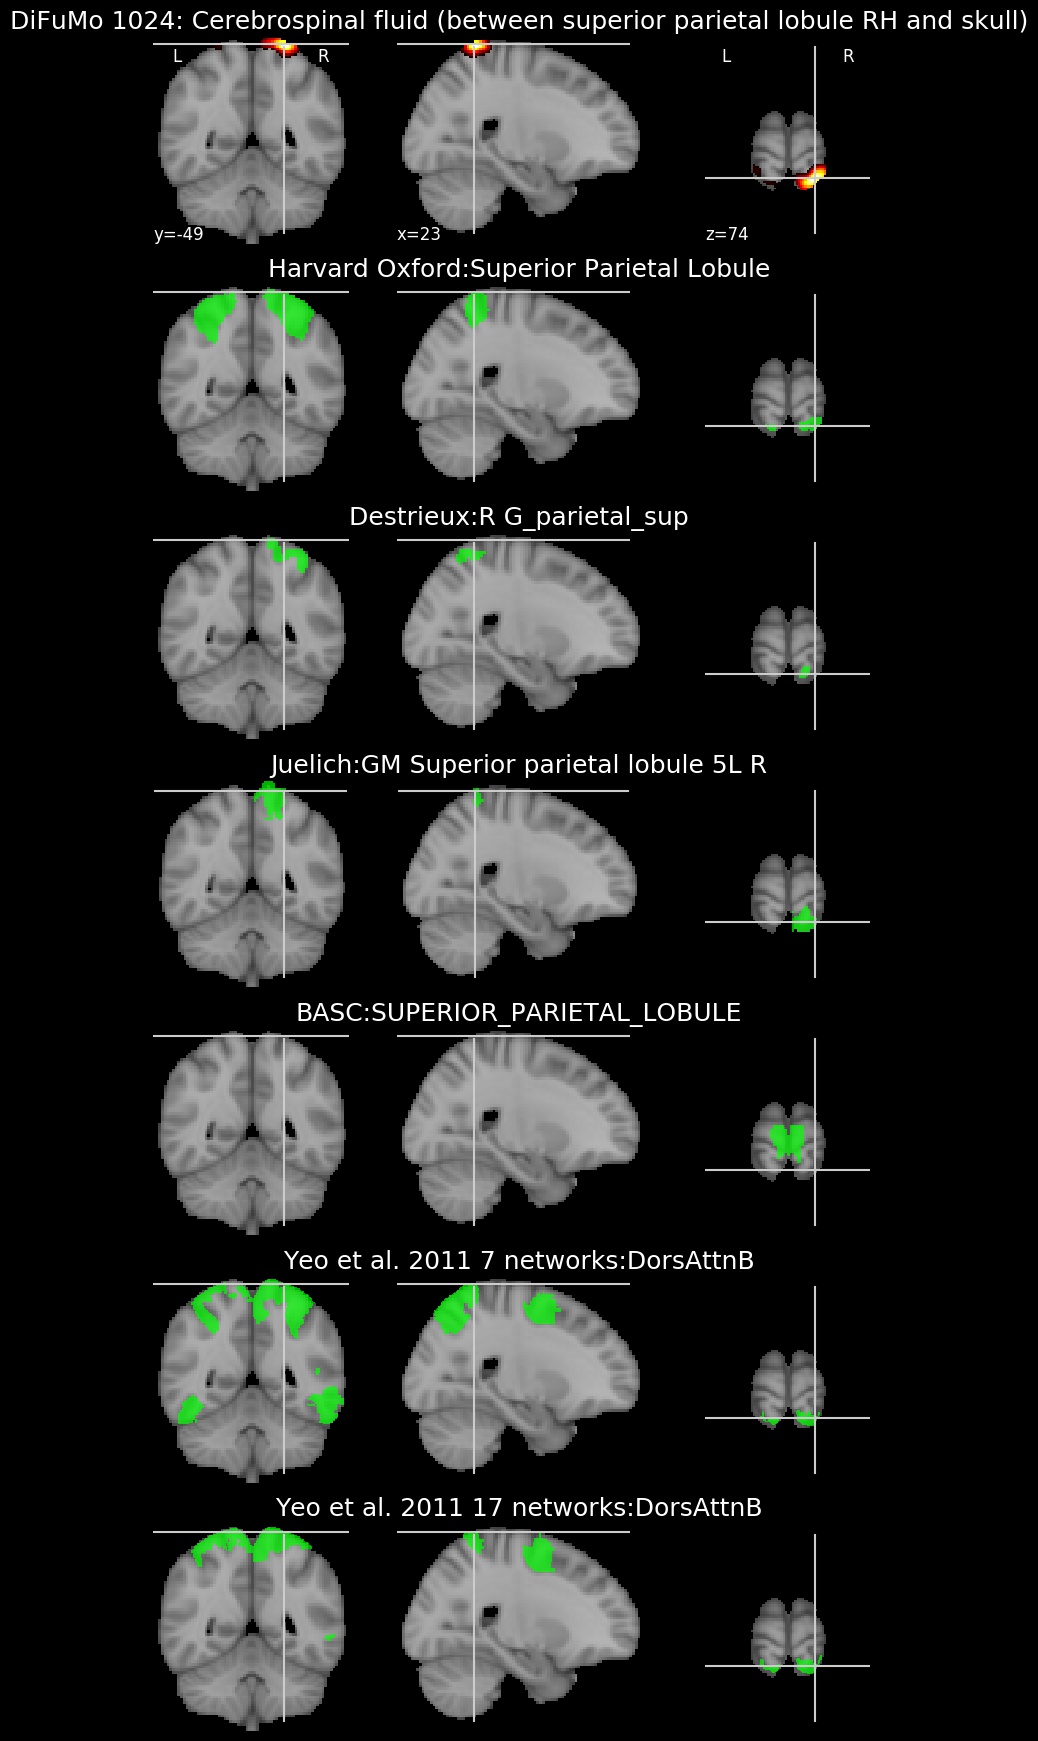 DiFuMo 1024: Cerebrospinal fluid (between superior parietal lobule RH and skull)
L R L R
y=-49 x=23 z=74
Harvard Oxford:Superior Parietal Lobule
Destrieux:R G_parietal_sup
Juelich:GM Superior parietal lobule 5L R
BASC:SUPERIOR_PARIETAL_LOBULE
Yeo et al. 2011 7 networks:DorsAttnB
Yeo et al. 2011 17 networks:DorsAttnB